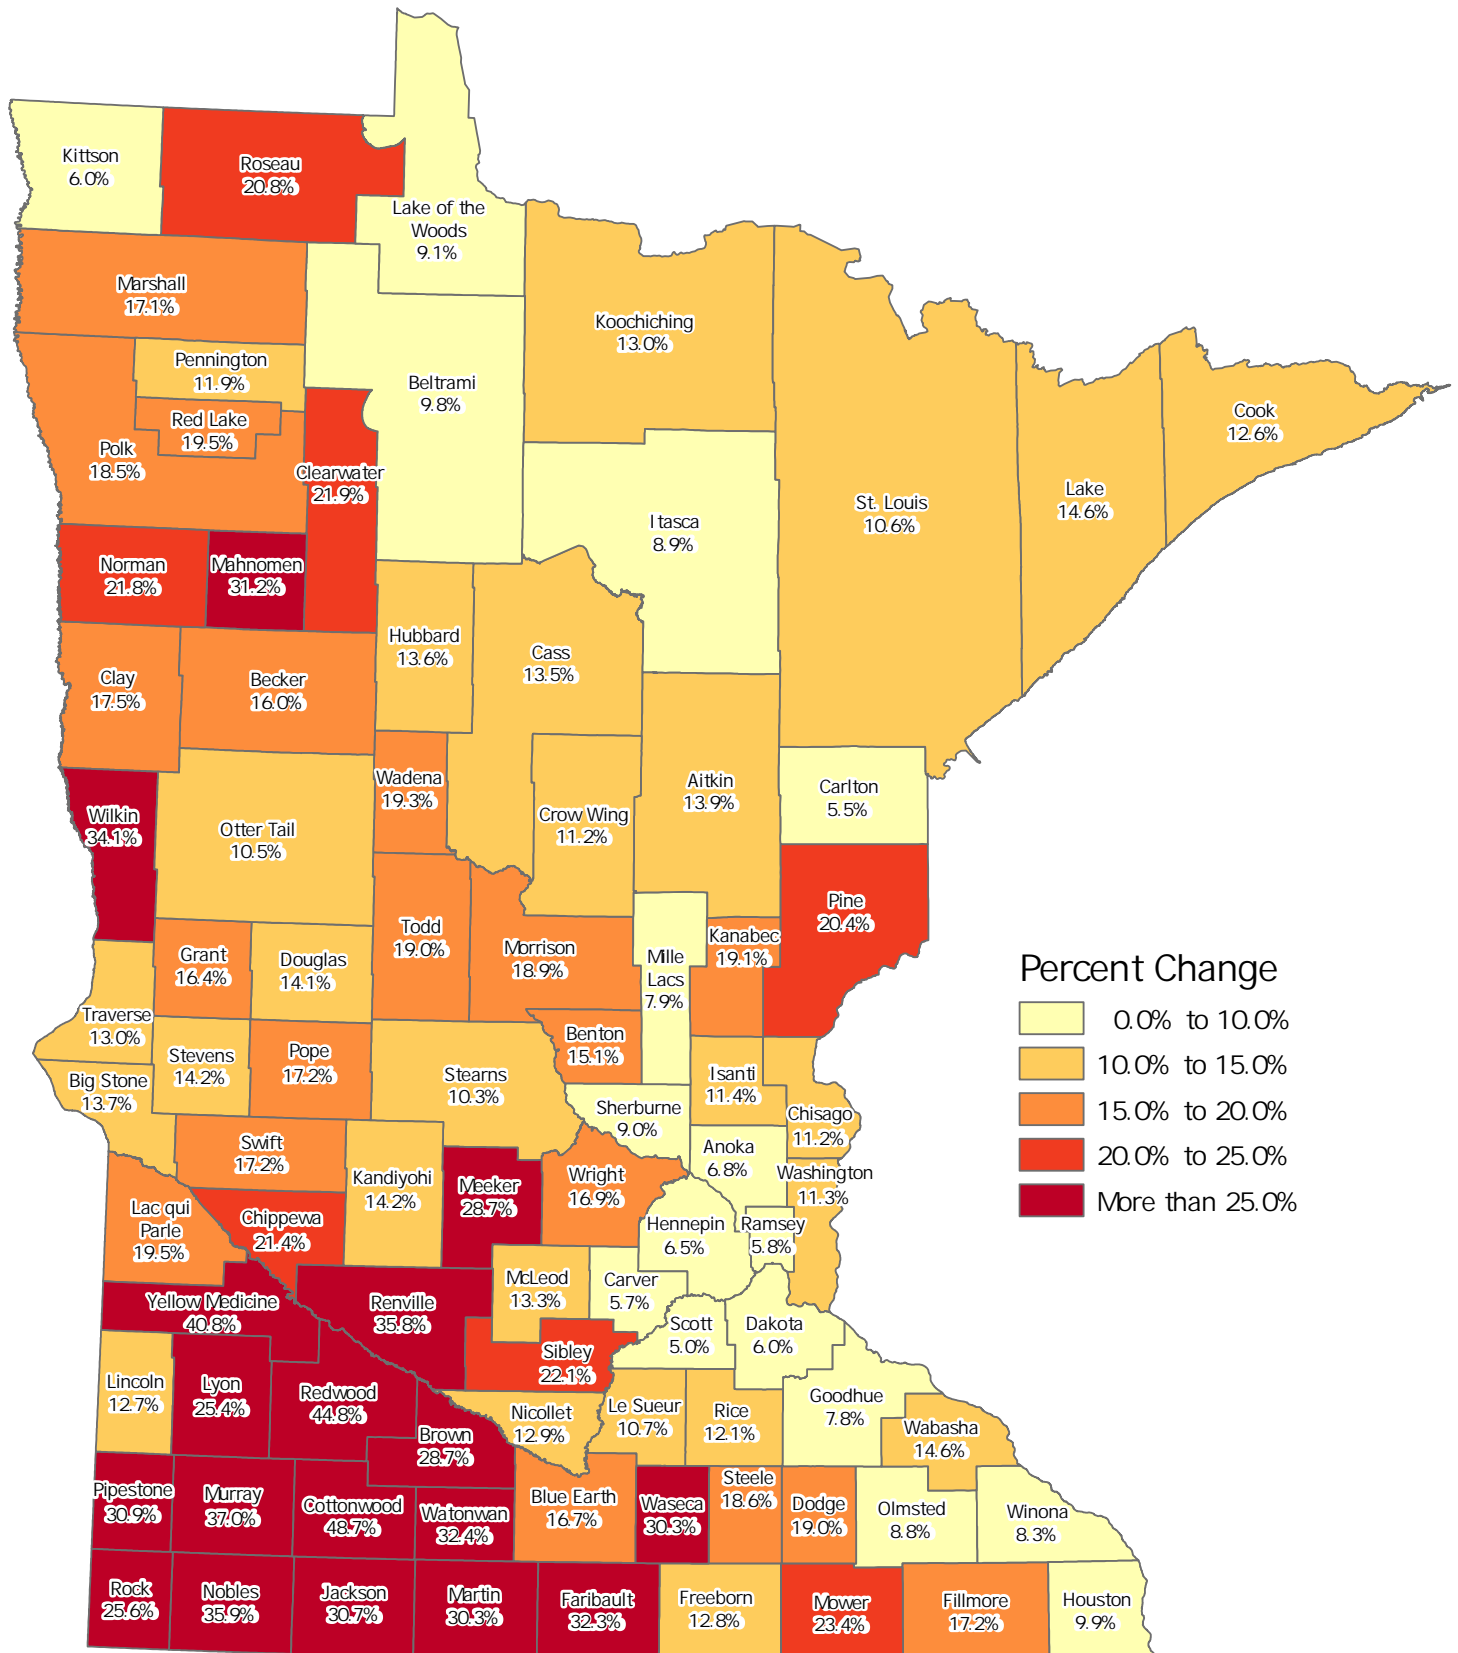 Kittson
6.0%
Roseau
20.8%
Lake of the
Woods
9.1%
Marshall
17.1%
Koochiching
13.0%
Pennington
11.9%
Beltrami
9.8%
Red Lake
19.5%
Polk
18.5%
Clearwater
21.9%
Cook
12.6%
Lake
14.6%
St. Louis
10.6%
Itasca
8.9%
Norman
21.8%
Mahnomen
31.2%
Hubbard
13.6%
Cass
13.5%
Clay
17.5%
Becker
16.0%
Wadena
19.3%
Aitkin
13.9%
Carlton
5.5%
Wilkin
34.1%
Otter Tail
10.5%
Crow Wing
11.2%
Pine
20.4%
Todd
19.0%
Morrison
18.9%
Kanabec
19.1%
Mille
Lacs
7.9%
Grant
16.4%
Douglas
14.1%
Traverse
13.0%
Stevens
14.2%
Pope
17.2%
Benton
15.1%
Big Stone
13.7%
Stearns
10.3%
Isanti
11.4%
Sherburne
9.0%
Chisago
11.2%
Swift
17.2%
Anoka
6.8%
Kandiyohi
14.2%
Meeker
28.7%
Wright
16.9%
Washington
11.3%
Lac qui
Parle
19.5%
Chippewa
21.4%
Hennepin
6.5%
Ramsey
5.8%
Yellow Medicine
40.8%
Renville
35.8%
McLeod
13.3%
Carver
5.7%
Scott
5.0%
Dakota
6.0%
Sibley
22.1%
Lincoln
12.7%
Lyon
25.4%
Redwood
44.8%
Nicollet
12.9%
Le Sueur
10.7%
Rice
12.1%
Goodhue
7.8%
Wabasha
14.6%
Brown
28.7%
Pipestone
30.9%
Murray
37.0%
Cottonwood
48.7%
Watonwan
32.4%
Blue Earth
16.7%
Waseca
30.3%
Steele
18.6%
Dodge
19.0%
Olmsted
8.8%
Winona
8.3%
Rock
25.6%
Nobles
35.9%
Jackson
30.7%
Martin
30.3%
Faribault
32.3%
Freeborn
12.8%
Mower
23.4%
Fillmore
17.2%
Houston
9.9%
Percent Change
0.0% to 10.0%
10.0% to 15.0%
15.0% to 20.0%
20.0% to 25.0%
More than 25.0%